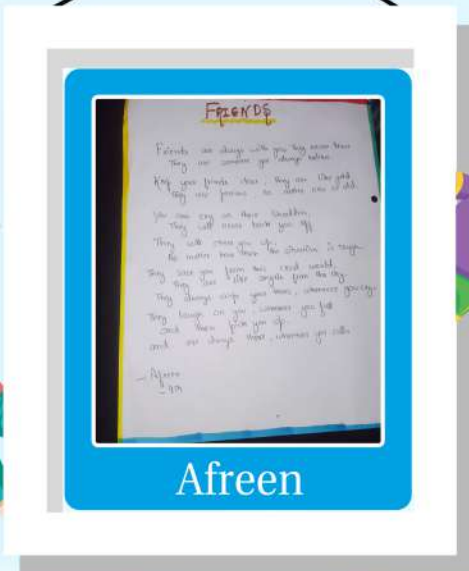 FRIENDS
Friends are always with you they never leave
They are someone you always believe.
Keep your friends close, they are like gold,
They are precious, no matter new or old.
You can cry on their shoulders,
They will never back you off
They will cheer you up,
No matter how the situation is tough.
They save you from this cruel world,
They are like angels from the sky.
They always wipe your tears, whenever you cry.
They laugh on you, whenever you fall
and then pick you up
and are always there, whenever you call
- Afreen
Afreen